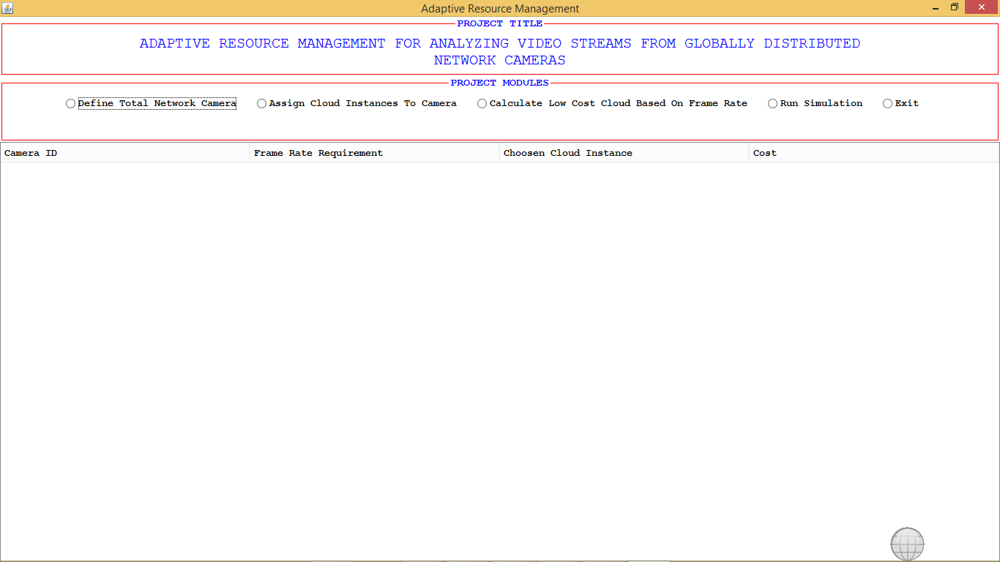 Adaptive Resource Management
PROJECT TITLE
ADAPTIVE RESOURCE MANAGEMENT FOR ANALYZING VIDEO STREAMS FROM GLOBALLY DISTRIBUTED
NETWORK CAMERAS
PROJECT MODULES
Define Total Network Camera Assign Cloud Instances To Camera Calculate Low Cost Cloud Based On Frame Rate Run Simulation Exit
Camera ID Frame Rate Requirement Choosen Cloud Instance Cost